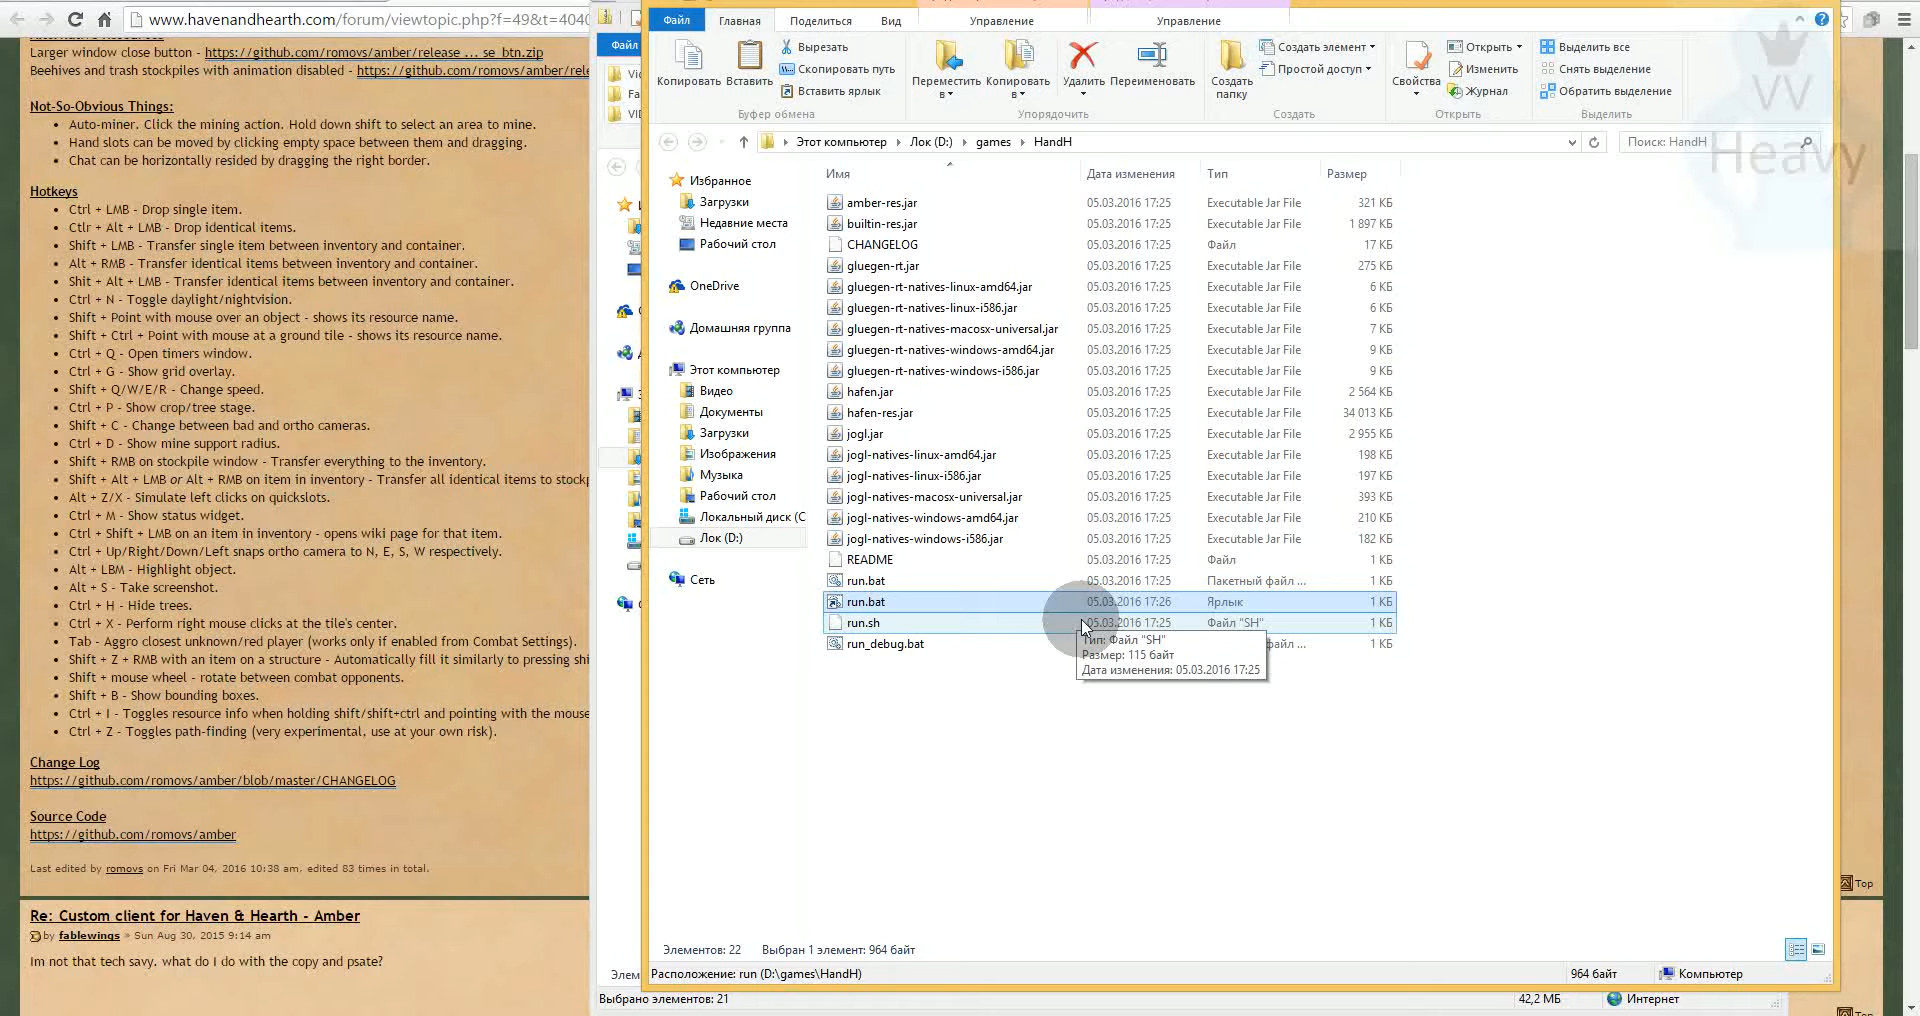 www.havenandhearth.com/forum/viewtopic.php?f=49&t=4040
Larger window close button - https://github.com/romovs/amber/release ... se_btn.zip
Beehives and trash stockpiles with animation disabled - https://github.com/romovs/amber/rele
Not-So-Obvious Things:
Auto-miner. Click the mining action. Hold down shift to select an area to mine.
Hand slots can be moved by clicking empty space between them and dragging.
Chat can be horizontally resided by dragging the right border.
Hotkeys
Ctrl + LMB - Drop single item.
Ctlr + Alt + LMB - Drop identical items.
Shift + LMB - Transfer single item between inventory and container.
Alt + RMB - Transfer identical items between inventory and container.
Shit + Alt + LMB - Transfer identical items between inventory and container.
Ctrl + N - Toggle daylight/nightvision.
Shift + Point with mouse over an object - shows its resource name.
Shift + Ctrl + Point with mouse at a ground tile - shows its resource name.
Ctrl + Q - Open timers window.
Ctrl + G - Show grid overlay.
Shift + Q/W/E/R - Change speed.
Ctrl + P - Show crop/tree stage.
Shift + C - Change between bad and ortho cameras.
Ctrl + D - Show mine support radius.
Shift + RMB on stockpile window - Transfer everything to the inventory.
Shift + Alt + LMB or Alt + RMB on item in inventory - Transfer all identical items to stockp
Alt + Z/X - Simulate left clicks on quickslots.
Ctrl + M - Show status widget.
Ctrl + Shift + LMB on an item in inventory - opens wiki page for that item.
Ctrl + Up/Right/Down/Left snaps ortho camera to N, E, S, W respectively.
Alt + LBM - Highlight object.
Alt + S - Take screenshot.
Ctrl + H - Hide trees.
Ctrl + X - Perform right mouse clicks at the tile's center.
Tab - Aggro closest unknown/red player (works only if enabled from Combat Settings).
Shift + Z + RMB with an item on a structure - Automatically fill it similarly to pressing shi
Shift + mouse wheel - rotate between combat opponents.
Shift + B - Show bounding boxes.
Ctrl + I - Toggles resource info when holding shift/shift+ctrl and pointing with the mouse
Ctrl + Z - Toggles path-finding (very experimental, use at your own risk).
Change Log
https://github.com/romovs/amber/blob/master/CHANGELOG
Source Code
https://github.com/romovs/amber
Last edited by romovs on Fri Mar 04, 2016 10:38 am, edited 83 times in total.
Top
Re: Custom client for Haven & Hearth - Amber
by fablewings » Sun Aug 30, 2015 9:14 am
Im not that tech savy. what do I do with the copy and psate?
Файл
Файл Главная Поделиться Вид Управление Управление
Копировать Вставить
Вырезать
Скопировать путь
Вставить ярлык
Буфер обмена
Переместить в
Копировать в
Удалить Переименовать
Упорядочить
Создать папку
Создать элемент
Простой доступ
Создать
Свойства
Открыть
Изменить
Журнал
Открыть
Выделить все
Снять выделение
Обратить выделение
Выделить
VV
Heavy
Этот компьютер Лок (D:) games HandH
Поиск: HandH
Избранное
Загрузки
Недавние места
Рабочий стол
OneDrive
Домашняя группа
Этот компьютер
Видео
Документы
Загрузки
Изображения
Музыка
Рабочий стол
Локальный диск (C
Лок (D:)
Сеть
Имя Дата изменения Тип Размер
amber-res.jar 05.03.2016 17:25 Executable Jar File 321 КБ
builtin-res.jar 05.03.2016 17:25 Executable Jar File 1 897 КБ
CHANGELOG 05.03.2016 17:25 Файл 17 КБ
gluegen-rt.jar 05.03.2016 17:25 Executable Jar File 275 КБ
gluegen-rt-natives-linux-amd64.jar 05.03.2016 17:25 Executable Jar File 6 КБ
gluegen-rt-natives-linux-i586.jar 05.03.2016 17:25 Executable Jar File 6 КБ
gluegen-rt-natives-macosx-universal.jar 05.03.2016 17:25 Executable Jar File 7 КБ
gluegen-rt-natives-windows-amd64.jar 05.03.2016 17:25 Executable Jar File 9 КБ
gluegen-rt-natives-windows-i586.jar 05.03.2016 17:25 Executable Jar File 9 КБ
hafen.jar 05.03.2016 17:25 Executable Jar File 2 564 КБ
hafen-res.jar 05.03.2016 17:25 Executable Jar File 34 013 КБ
jogl.jar 05.03.2016 17:25 Executable Jar File 2 955 КБ
jogl-natives-linux-amd64.jar 05.03.2016 17:25 Executable Jar File 198 КБ
jogl-natives-linux-i586.jar 05.03.2016 17:25 Executable Jar File 197 КБ
jogl-natives-macosx-universal.jar 05.03.2016 17:25 Executable Jar File 393 КБ
jogl-natives-windows-amd64.jar 05.03.2016 17:25 Executable Jar File 210 КБ
jogl-natives-windows-i586.jar 05.03.2016 17:25 Executable Jar File 182 КБ
README 05.03.2016 17:25 Файл 1 КБ
run.bat 05.03.2016 17:25 Пакетный файл ... 1 КБ
run.bat 05.03.2016 17:26 Ярлык 1 КБ
run.sh 05.03.2016 17:25 Файл "SH" 1 КБ
run_debug.bat файл ... 1 КБ
Тип: Файл "SH"
Размер: 115 байт
Дата изменения: 05.03.2016 17:25
Элементов: 22 Выбран 1 элемент: 964 байт
Расположение: run (D:\games\HandH) 964 байт Компьютер
Элем
Выбрано элементов: 21 42,2 МБ Интернет